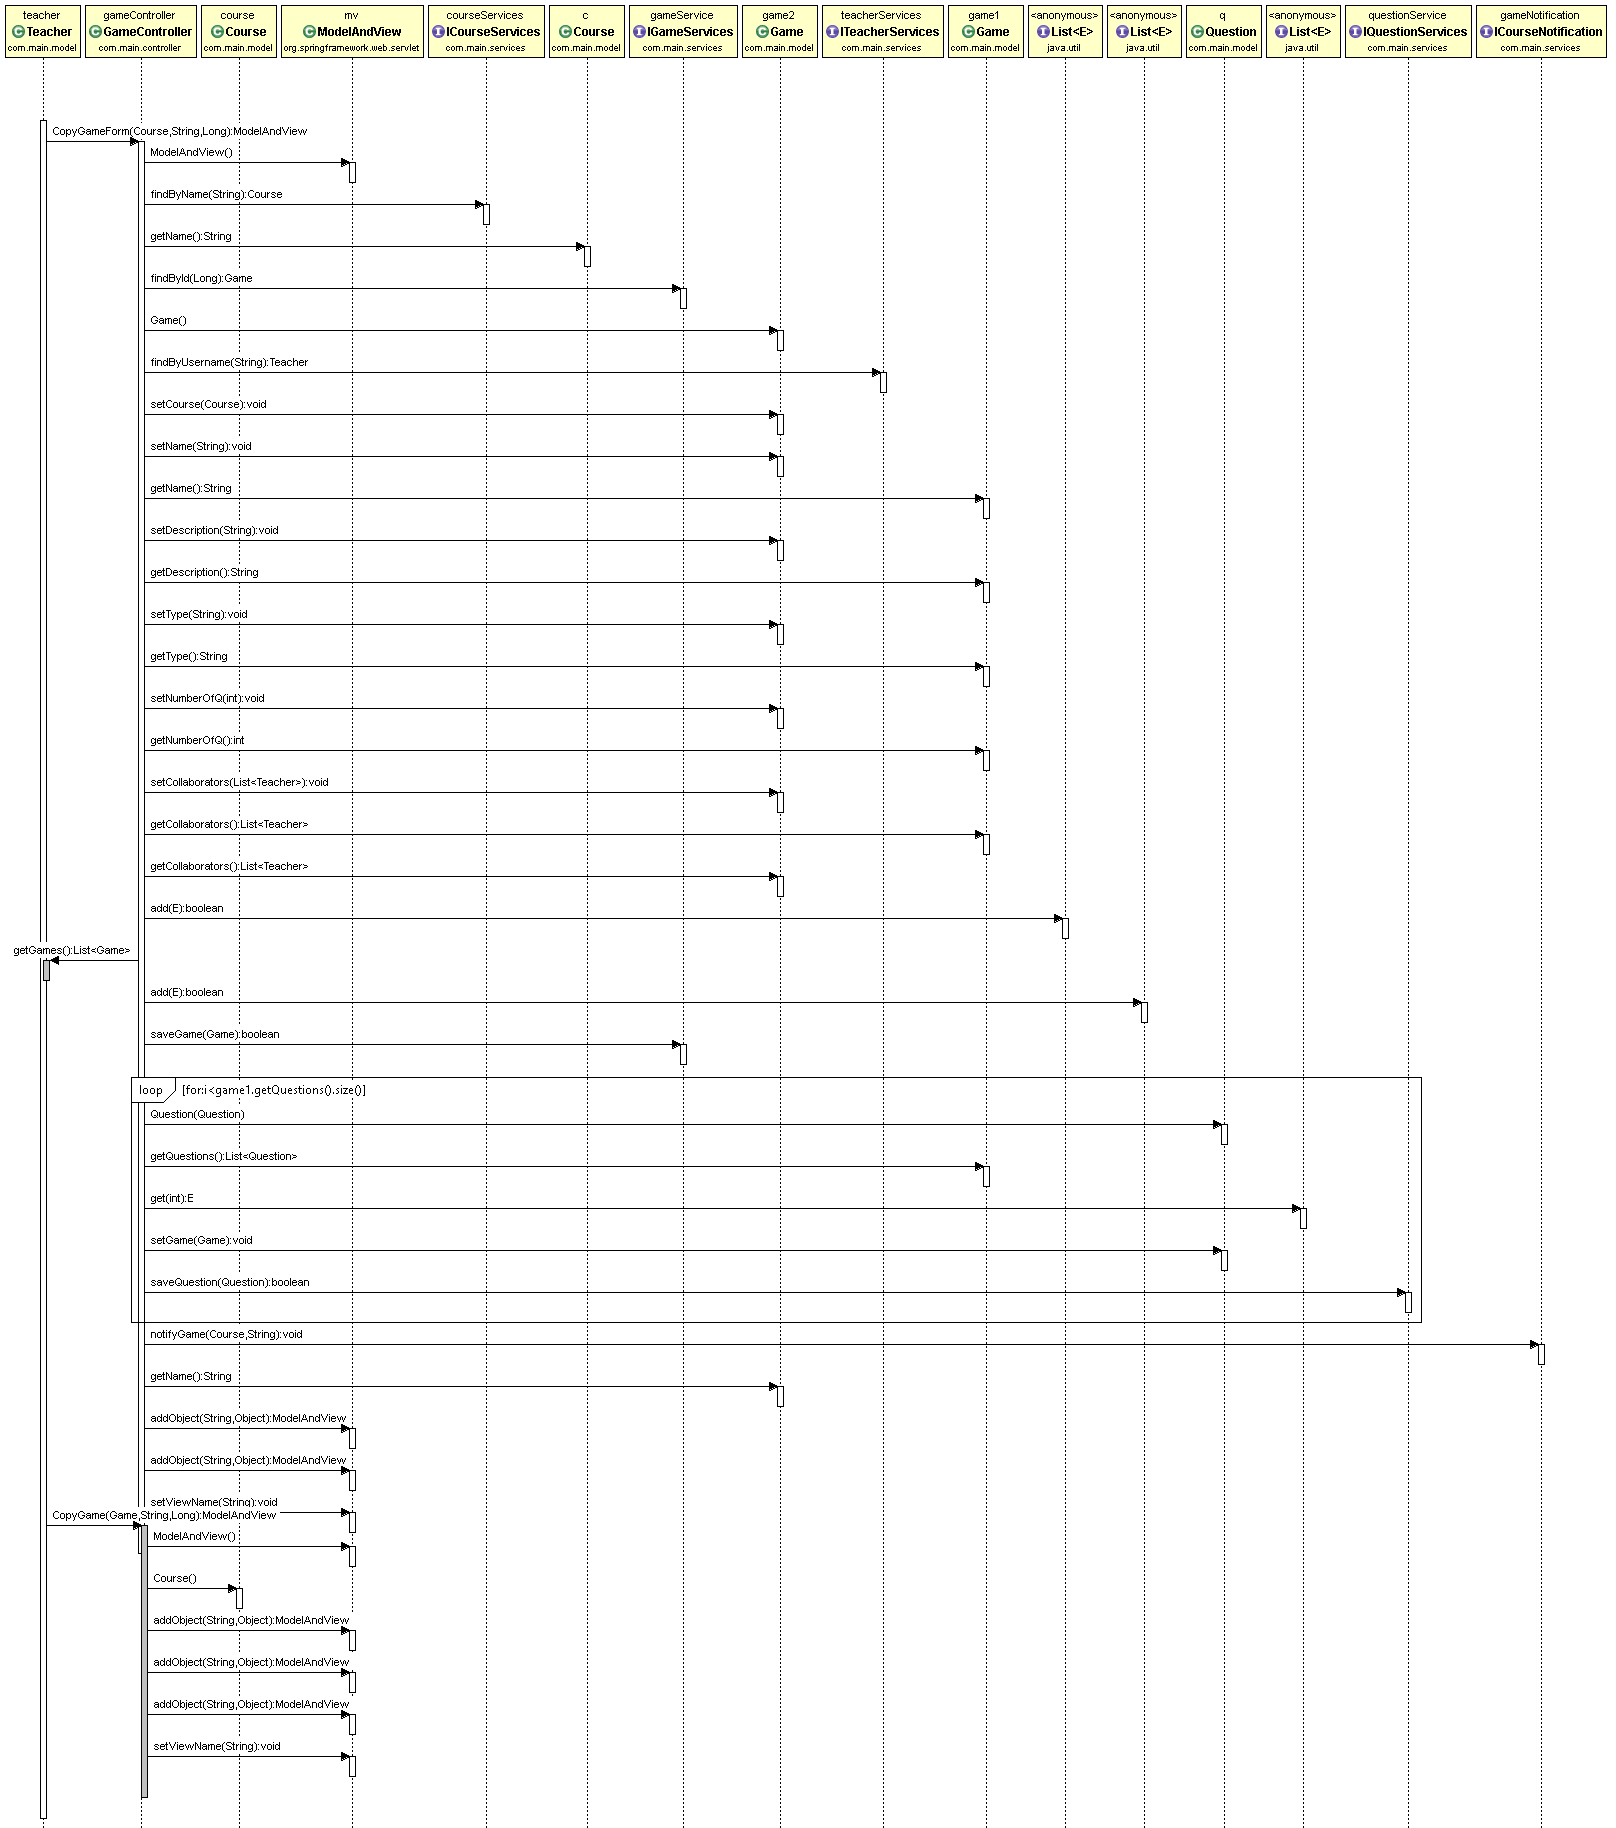 teacher
Teacher
com.main.model
gameController
GameController
com.main.controller
course
Course
com.main.model
mv
ModelAndView
org.springframework.web.servlet
courseServices
ICourseServices
com.main.services
c
Course
com.main.model
gameService
IGameServices
com.main.services
game2
Game
com.main.model
teacherServices
ITeacherServices
com.main.services
game1
Game
com.main.model
<anonymous>
List<E>
java.util
<anonymous>
List<E>
java.util
q
Question
com.main.model
<anonymous>
List<E>
java.util
questionService
IQuestionServices
com.main.services
gameNotification
ICourseNotification
com.main.services
CopyGameForm(Course,String,Long):ModelAndView
ModelAndView()
findByName(String):Course
getName():String
findById(Long):Game
Game()
findByUsername(String):Teacher
setCourse(Course):void
setName(String):void
getName():String
setDescription(String):void
getDescription():String
setType(String):void
getType():String
setNumberOfQ(int):void
getNumberOfQ():int
setCollaborators(List<Teacher>):void
getCollaborators():List<Teacher>
getCollaborators():List<Teacher>
add(E):boolean
getGames():List<Game>
add(E):boolean
saveGame(Game):boolean
loop [for:i<game1.getQuestions().size()]
Question(Question)
getQuestions():List<Question>
get(int):E
setGame(Game):void
saveQuestion(Question):boolean
notifyGame(Course,String):void
getName():String
addObject(String,Object):ModelAndView
addObject(String,Object):ModelAndView
setViewName(String):void
CopyGame(Game,String,Long):ModelAndView
ModelAndView()
Course()
addObject(String,Object):ModelAndView
addObject(String,Object):ModelAndView
addObject(String,Object):ModelAndView
setViewName(String):void